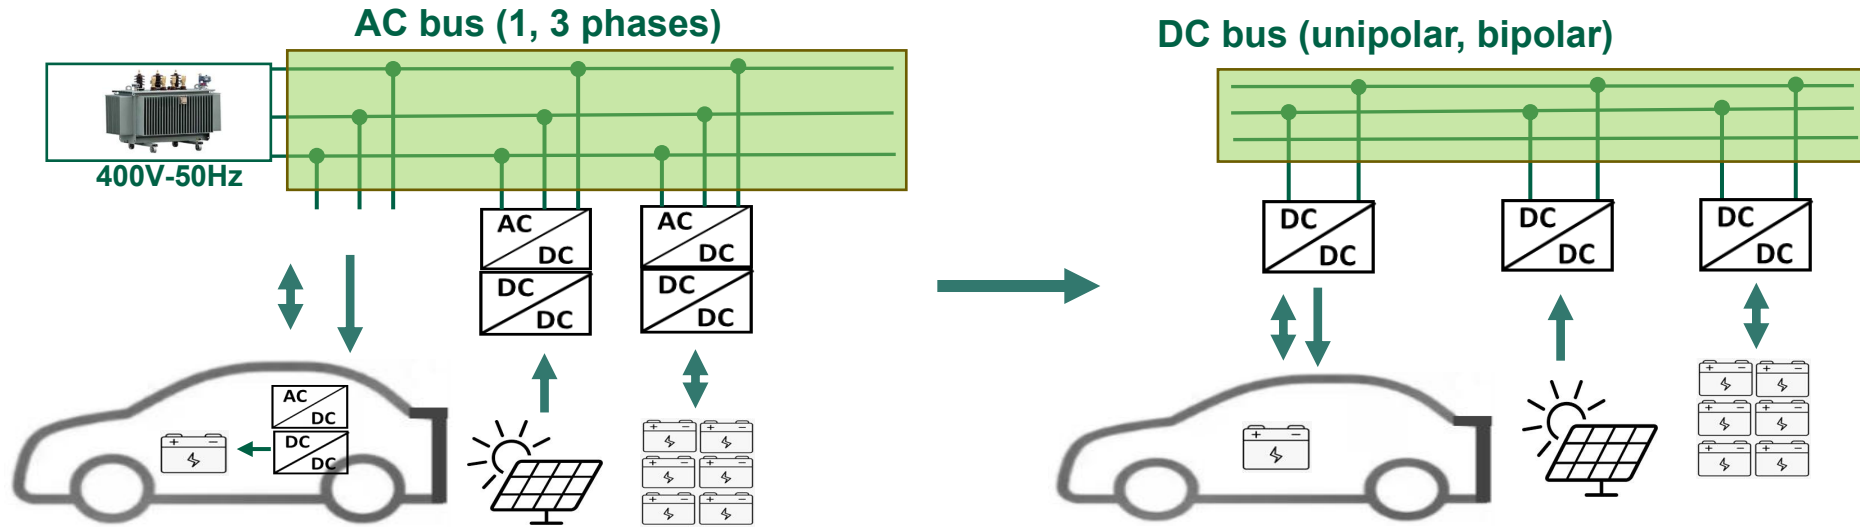 AC bus (1, 3 phases)
DC bus (unipolar, bipolar)
400V-50Hz
AC
DC
DC
DC
AC
DC
DC
DC
DC
DC
DC
DC
DC
DC
AC
DC
DC
DC
+ −
+ − + −
+ − + −
+ − + −
+ −
+ − + −
+ − + −
+ − + −